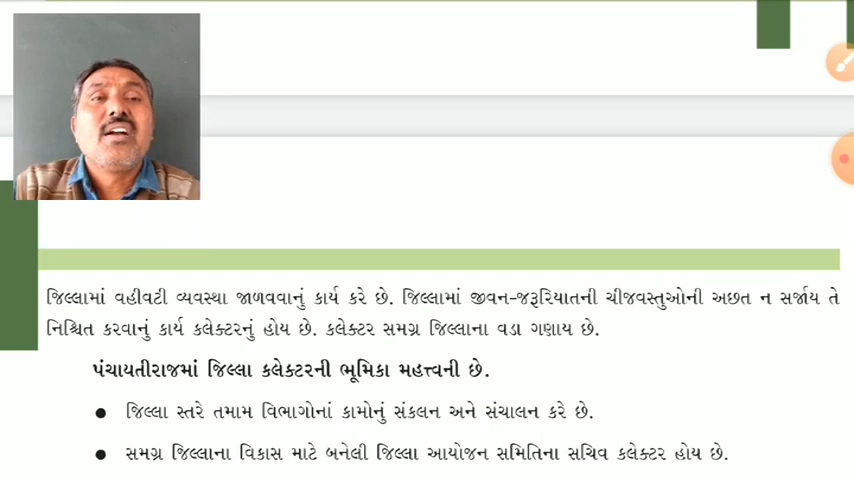 જિલ્લામાં વહીવટી વ્યવસ્થા જાળવવાનું કાર્ય કરે છે. જિલ્લામાં જીવન-જરૂરિયાતની ચીજવસ્તુઓની અછત ન સર્જાય તે
નિશ્ચિત કરવાનું કાર્ય કલેક્ટરનું હોય છે. કલેક્ટર સમગ્ર જિલ્લાના વડા ગણાય છે.
પંચાયતીરાજમાં જિલ્લા કલેક્ટરની ભૂમિકા મહત્ત્વની છે.
● જિલ્લા સ્તરે તમામ વિભાગોનાં કામોનું સંકલન અને સંચાલન કરે છે.
● સમગ્ર જિલ્લાના વિકાસ માટે બનેલી જિલ્લા આયોજન સમિતિના સચિવ કલેક્ટર હોય છે.